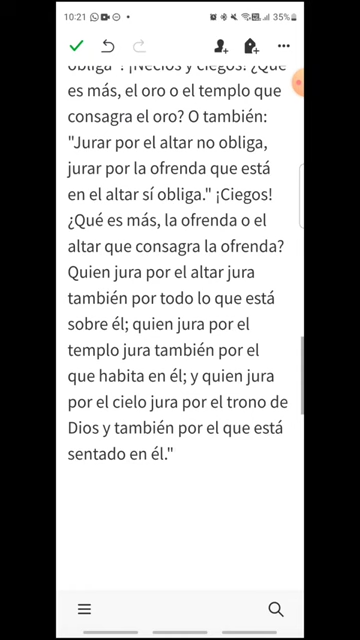 10:21
35%
obliga"! ¡Necios y ciegos! ¿Qué
es más, el oro o el templo que
consagra el oro? O también:
"Jurar por el altar no obliga,
jurar por la ofrenda que está
en el altar sí obliga." ¡Ciegos!
¿Qué es más, la ofrenda o el
altar que consagra la ofrenda?
Quien jura por el altar jura
también por todo lo que está
sobre él; quien jura por el
templo jura también por el
que habita en él; y quien jura
por el cielo jura por el trono de
Dios y también por el que está
sentado en él."